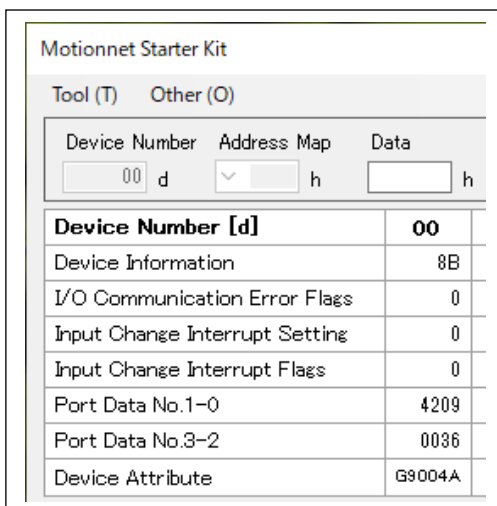 Motionnet Starter Kit
Tool (T) Other (O)
Device Number Address Map Data
00 d h h
Device Number [d] 00
Device Information 8B
I/O Communication Error Flags 0
Input Change Interrupt Setting 0
Input Change Interrupt Flags 0
Port Data No.1-0 4209
Port Data No.3-2 0036
Device Attribute G9004A